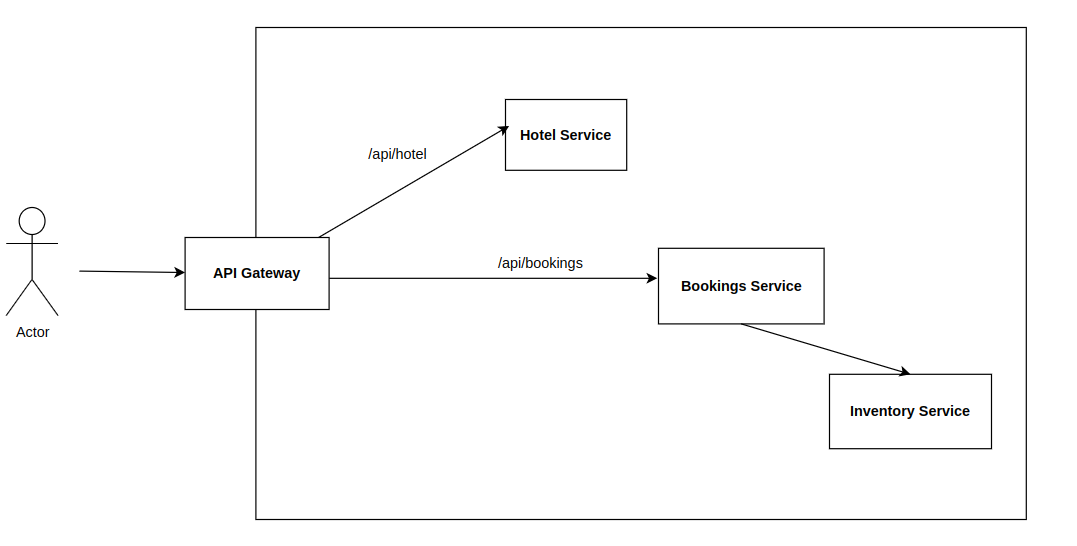 Hotel Service
/api/hotel
/api/bookings
API Gateway
Bookings Service
Actor
Inventory Service